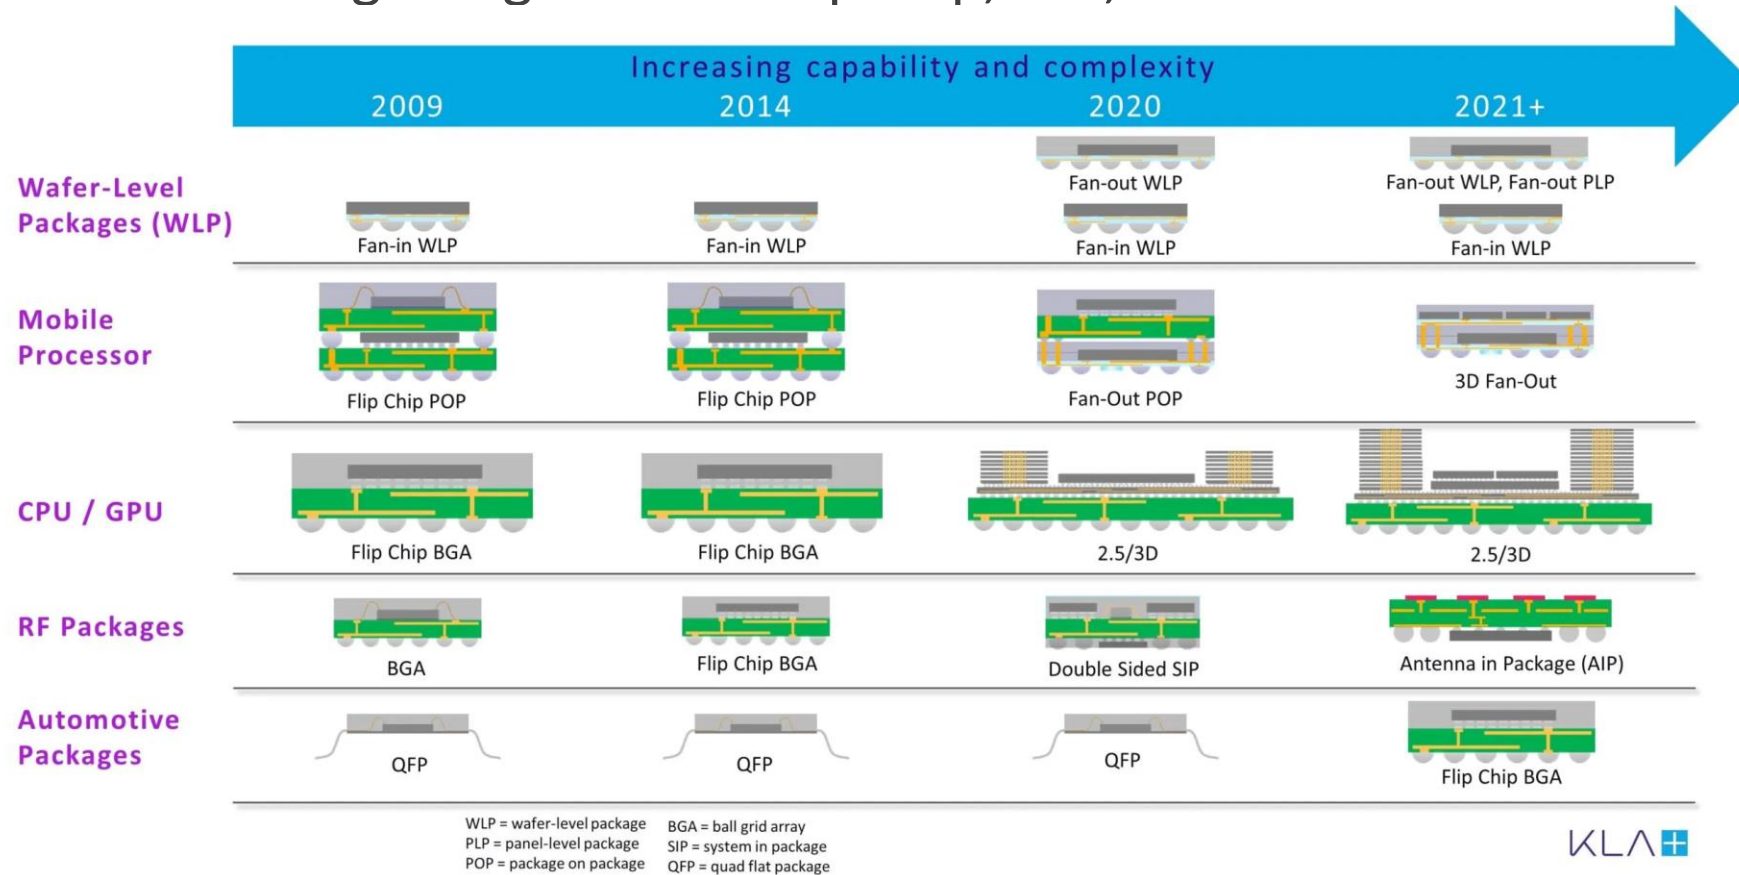 Increasing capability and complexity
2009 2014 2020 2021+
Wafer-Level
Packages (WLP)
Fan-in WLP
Fan-in WLP
Fan-out WLP
Fan-in WLP
Fan-out WLP, Fan-out PLP
Fan-in WLP
Mobile
Processor
Flip Chip POP
Flip Chip POP
Fan-Out POP
3D Fan-Out
CPU / GPU
Flip Chip BGA
Flip Chip BGA
2.5/3D
2.5/3D
RF Packages
BGA
Flip Chip BGA
Double Sided SIP
Antenna in Package (AIP)
Automotive
Packages
QFP
QFP
QFP
Flip Chip BGA
WLP = wafer-level package
PLP = panel-level package
POP = package on package
BGA = ball grid array
SIP = system in package
QFP = quad flat package
KLA